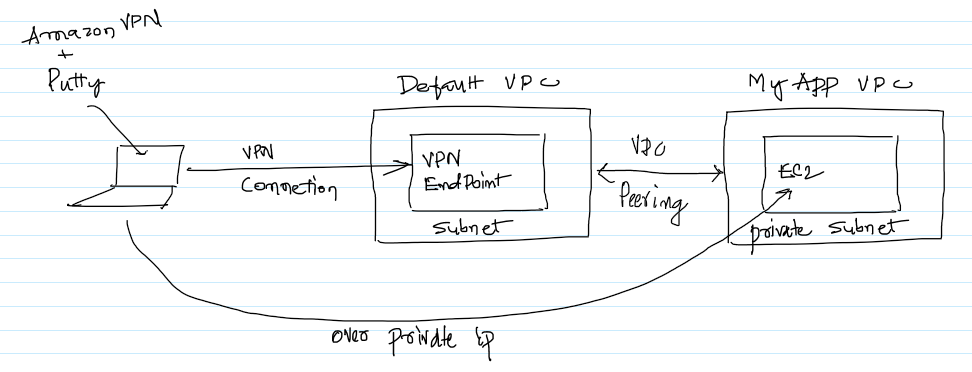 Amazon VPN
+
Putty
Default VPC
My App VPC
VPN
Connection
VPN
EndPoint
subnet
VPC
Peering
EC2
private subnet
over private ip